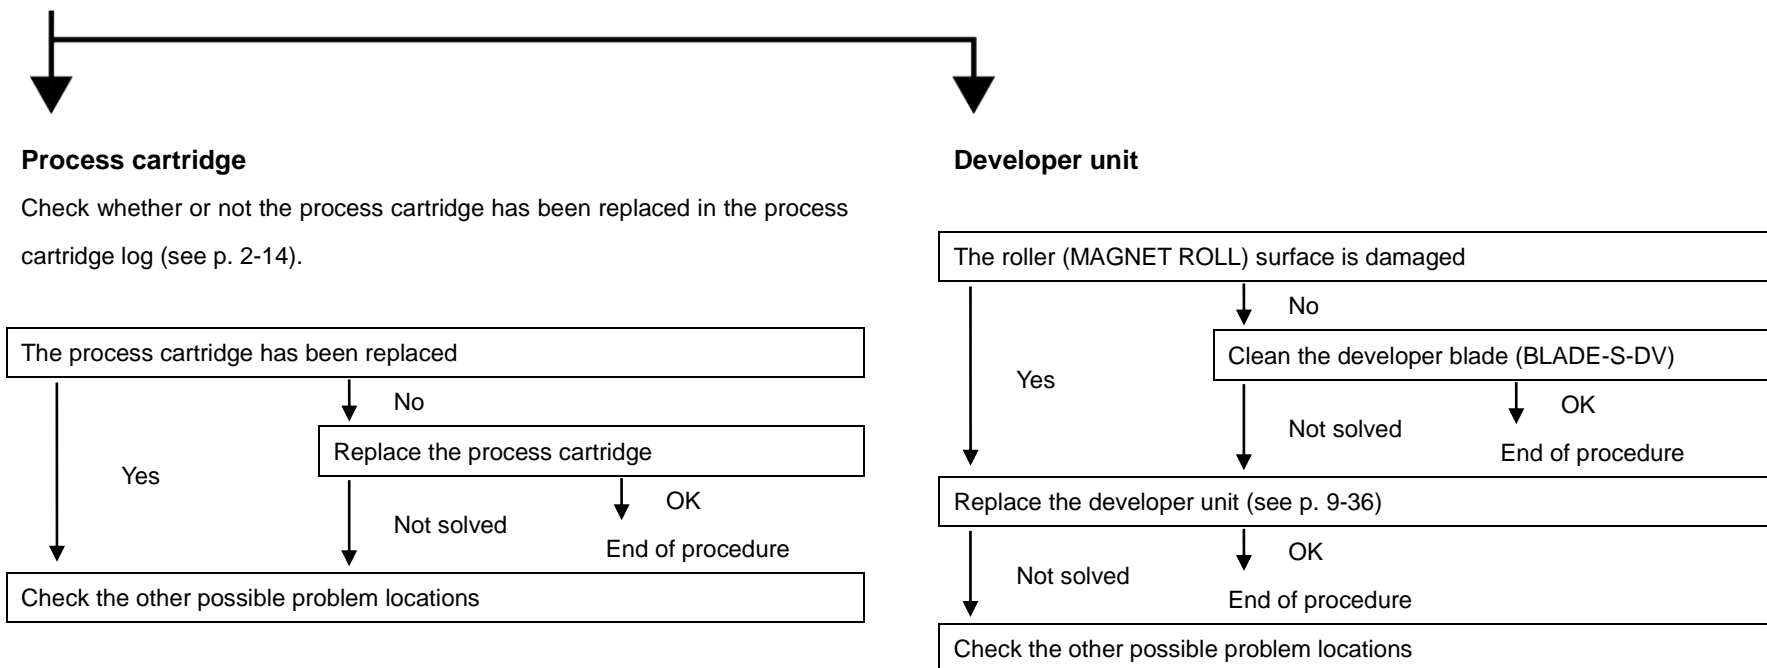 Process cartridge
Check whether or not the process cartridge has been replaced in the process
cartridge log (see p. 2-14).
The process cartridge has been replaced
No
Yes
Replace the process cartridge
Not solved
OK
End of procedure
Check the other possible problem locations
Developer unit
The roller (MAGNET ROLL) surface is damaged
No
Yes
Clean the developer blade (BLADE-S-DV)
Not solved
OK
End of procedure
Replace the developer unit (see p. 9-36)
Not solved
OK
End of procedure
Check the other possible problem locations